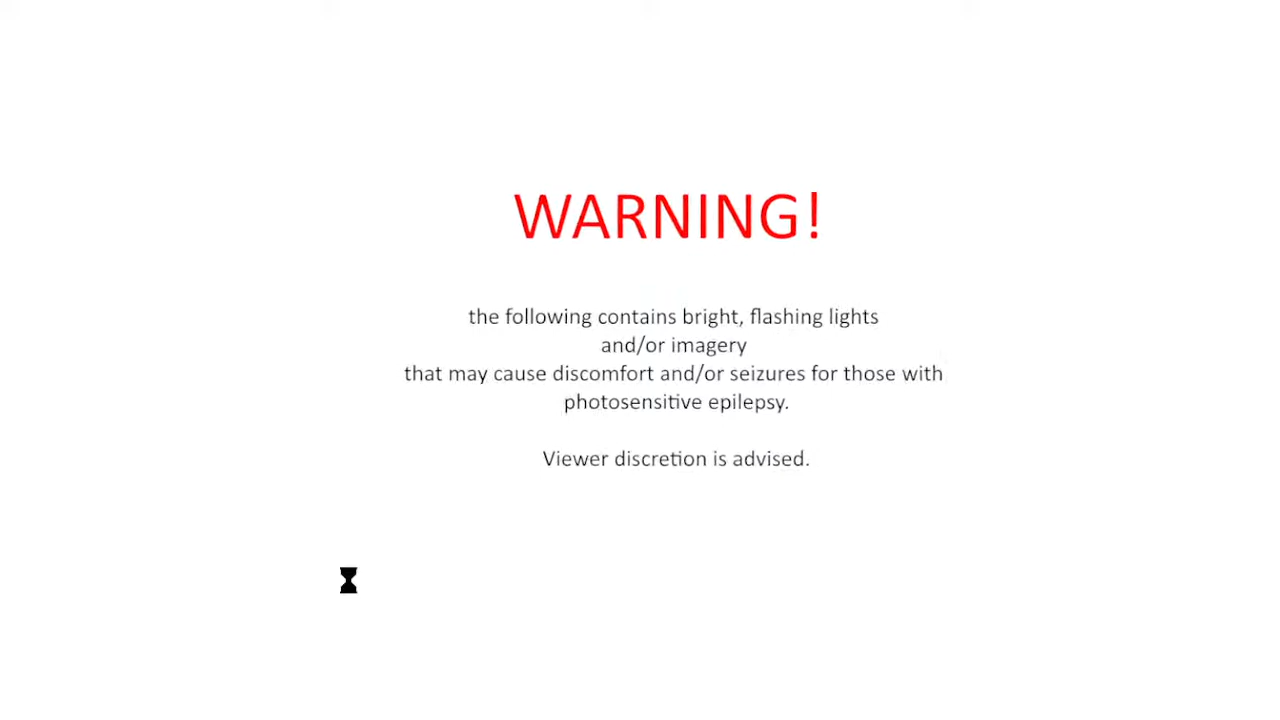 WARNING!
the following contains bright, flashing lights
and/or imagery
that may cause discomfort and/or seizures for those with
photosensitive epilepsy.
Viewer discretion is advised.